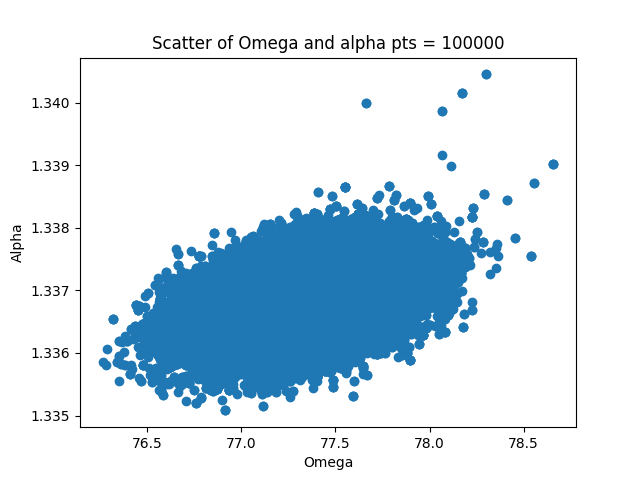 Scatter of Omega and alpha pts = 100000
1.340
1.339
1.338
1.337
1.336
1.335
Alpha
76.5 77.0 77.5 78.0 78.5
Omega